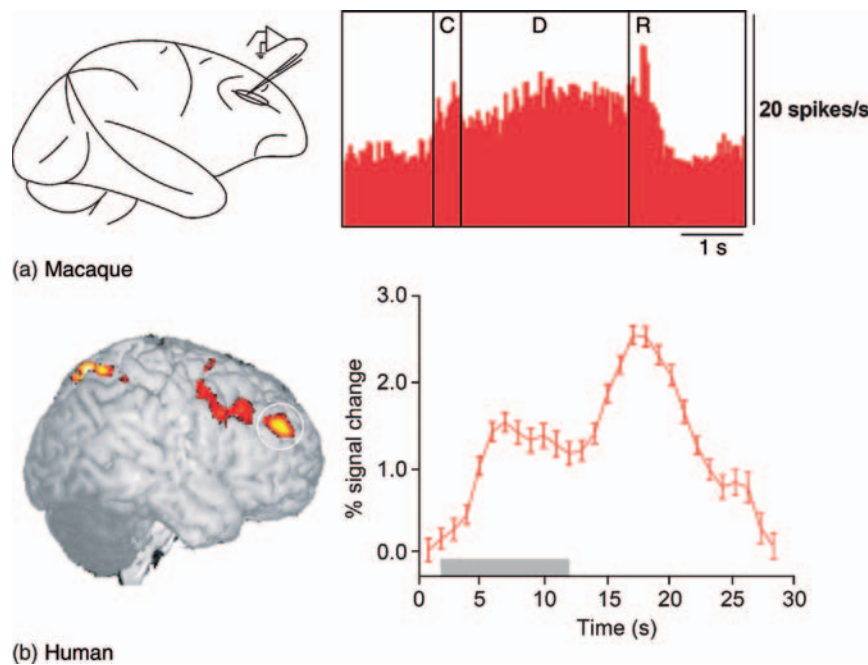 C D R
20 spikes/s
1 s
(a) Macaque
3.0
2.0
1.0
0.0
% signal change
0 5 10 15 20 25 30
Time (s)
(b) Human